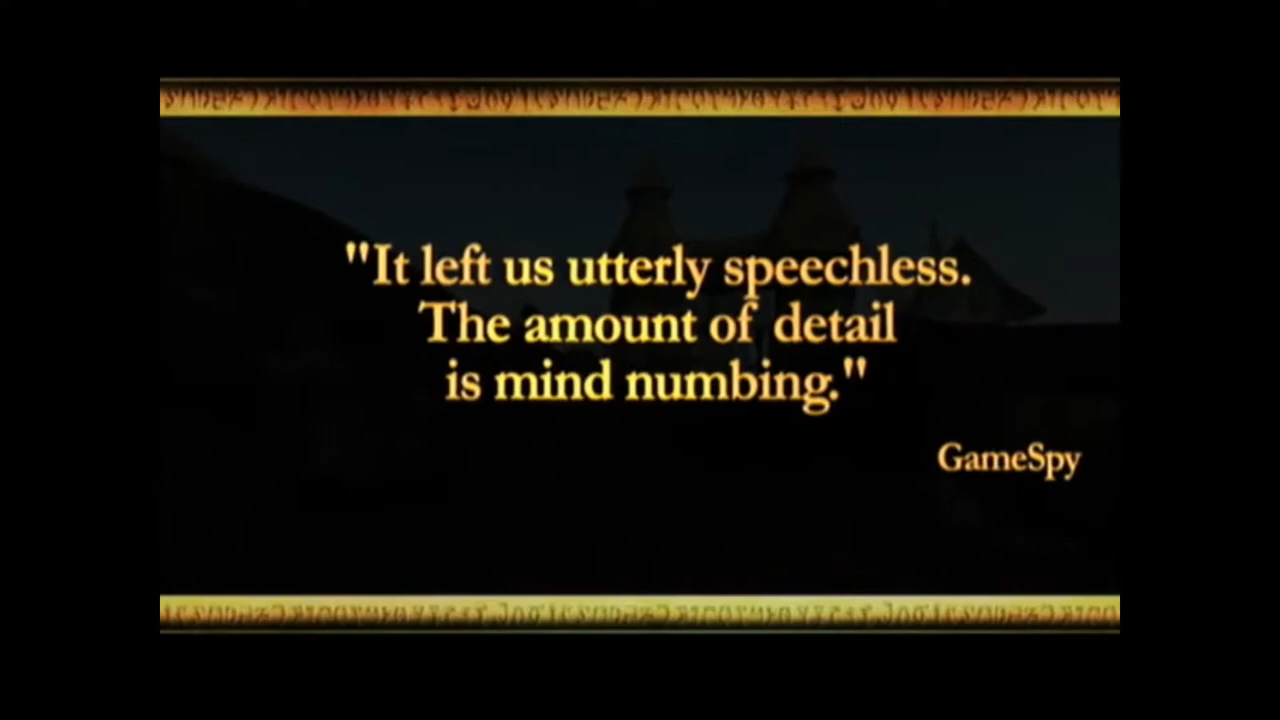 "It left us utterly speechless.
The amount of detail
is mind numbing."
GameSpy